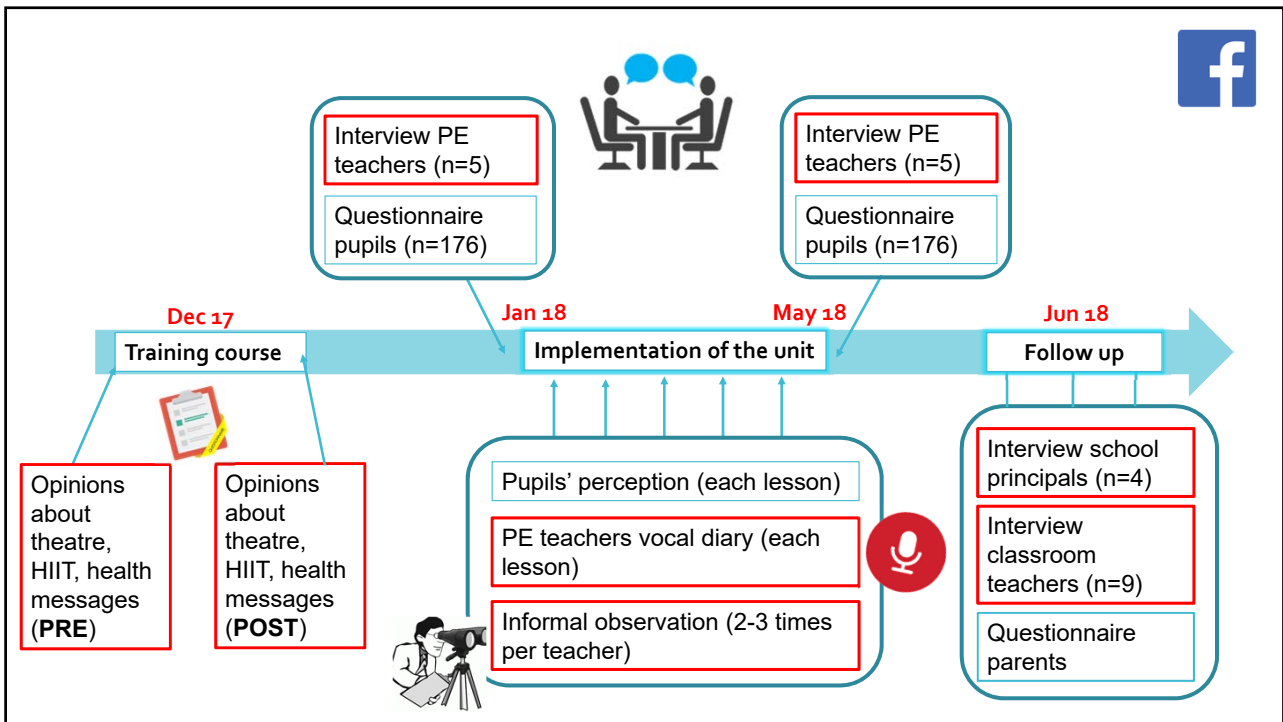 Interview PE
teachers (n=5)
Questionnaire
pupils (n=176)
Interview PE
teachers (n=5)
Questionnaire
pupils (n=176)
Dec 17
Jan 18
May 18
Jun 18
Training course
Implementation of the unit
Follow up
Opinions
about
theatre,
HIIT, health
messages
(PRE)
Opinions
about
theatre,
HIIT, health
messages
(POST)
Pupils’ perception (each lesson)
PE teachers vocal diary (each
lesson)
Informal observation (2-3 times
per teacher)
Interview school
principals (n=4)
Interview
classroom
teachers (n=9)
Questionnaire
parents